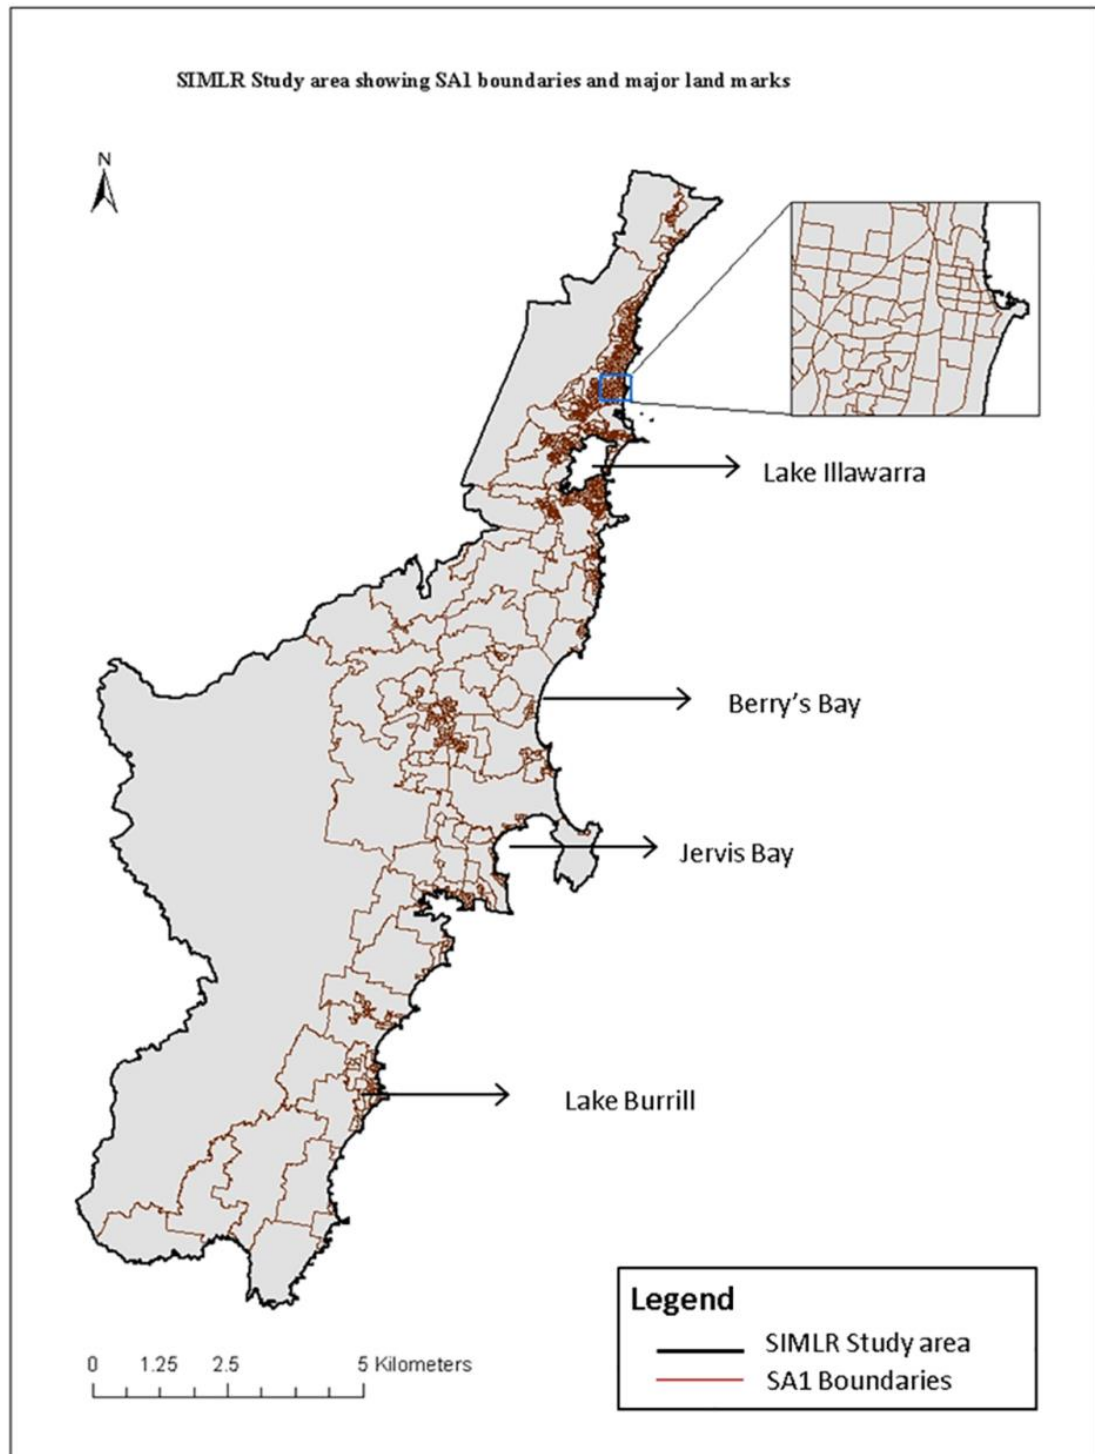 SIMLR Study area showing SA1 boundaries and major land marks
N
Lake Illawarra
Berry's Bay
Jervis Bay
Lake Burrill
Legend
SIMLR Study area
SA1 Boundaries
0 1.25 2.5 5 Kilometers